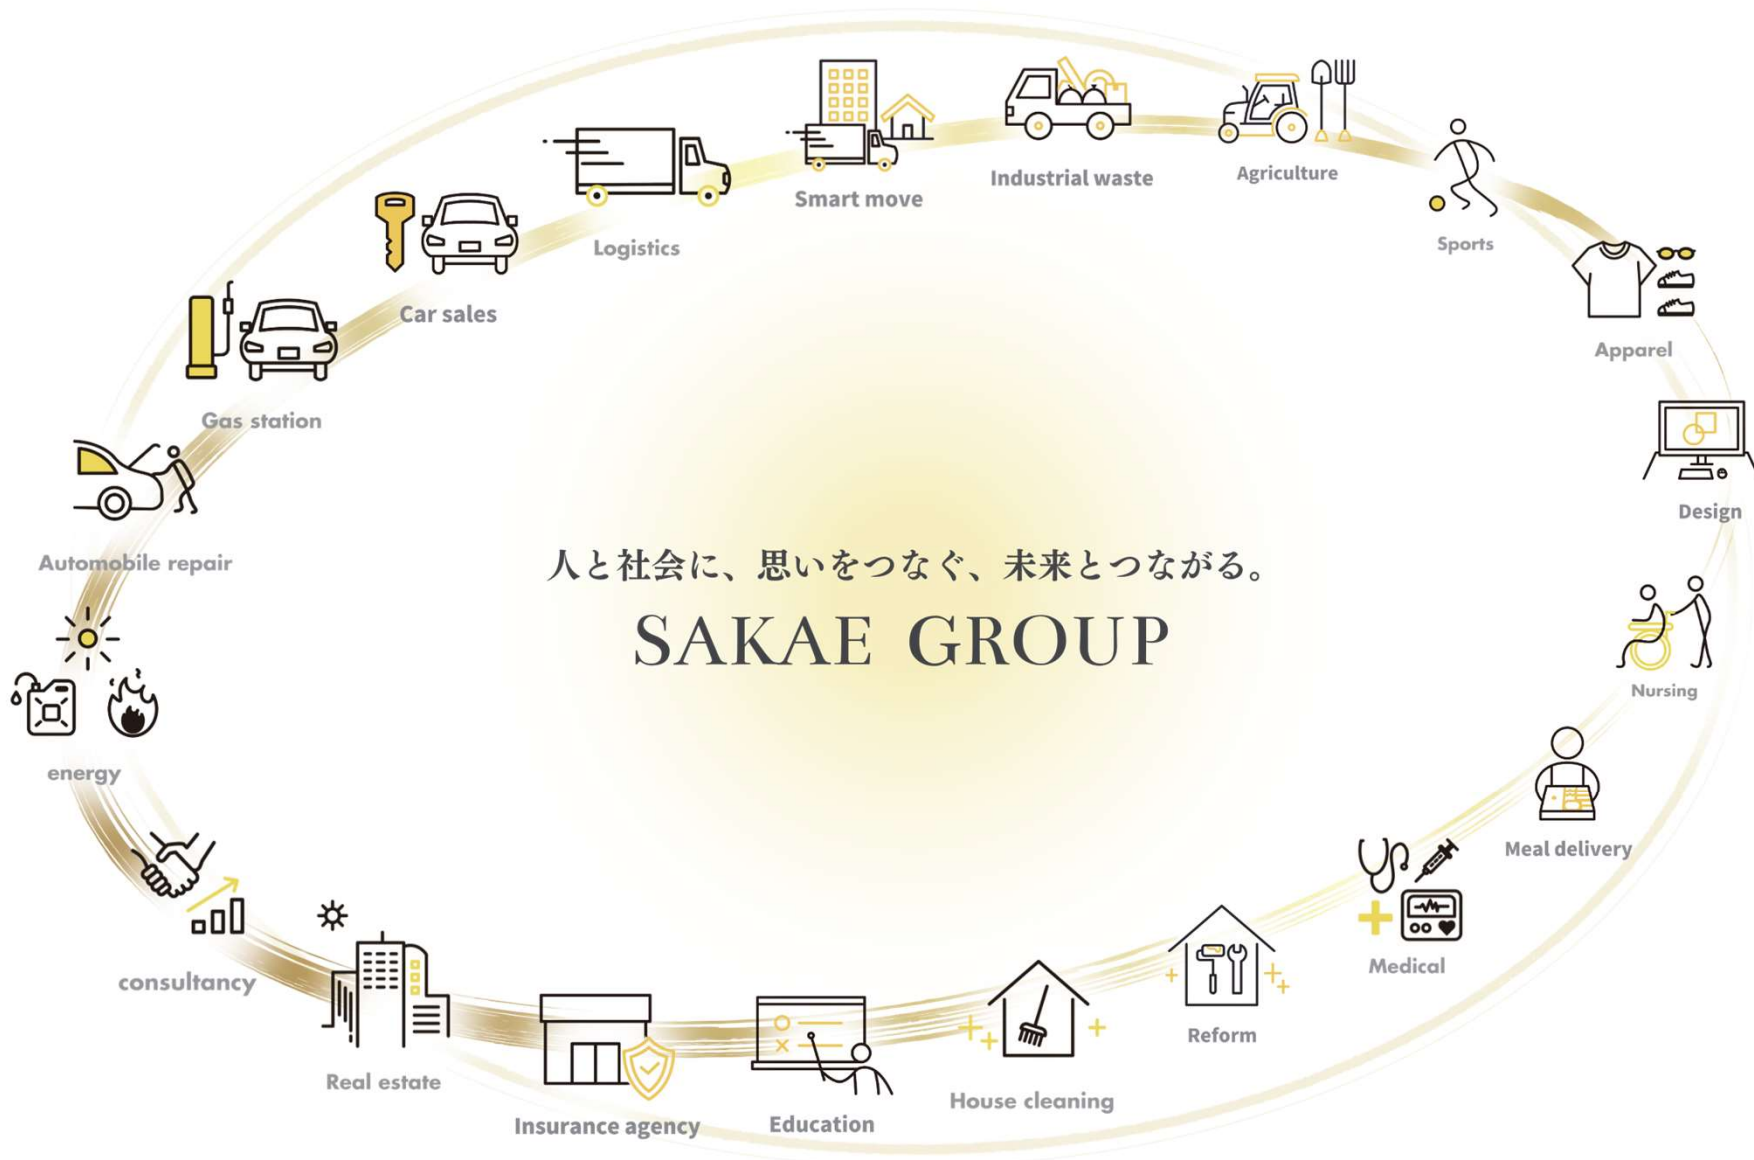 Smart move
Industrial waste
Agriculture
Sports
Apparel
Design
Nursing
Meal delivery
Medical
Reform
House cleaning
Education
Insurance agency
Real estate
consultancy
energy
Automobile repair
Gas station
Car sales
Logistics
人と社会に、思いをつなぐ、未来とつながる。
SAKAE GROUP